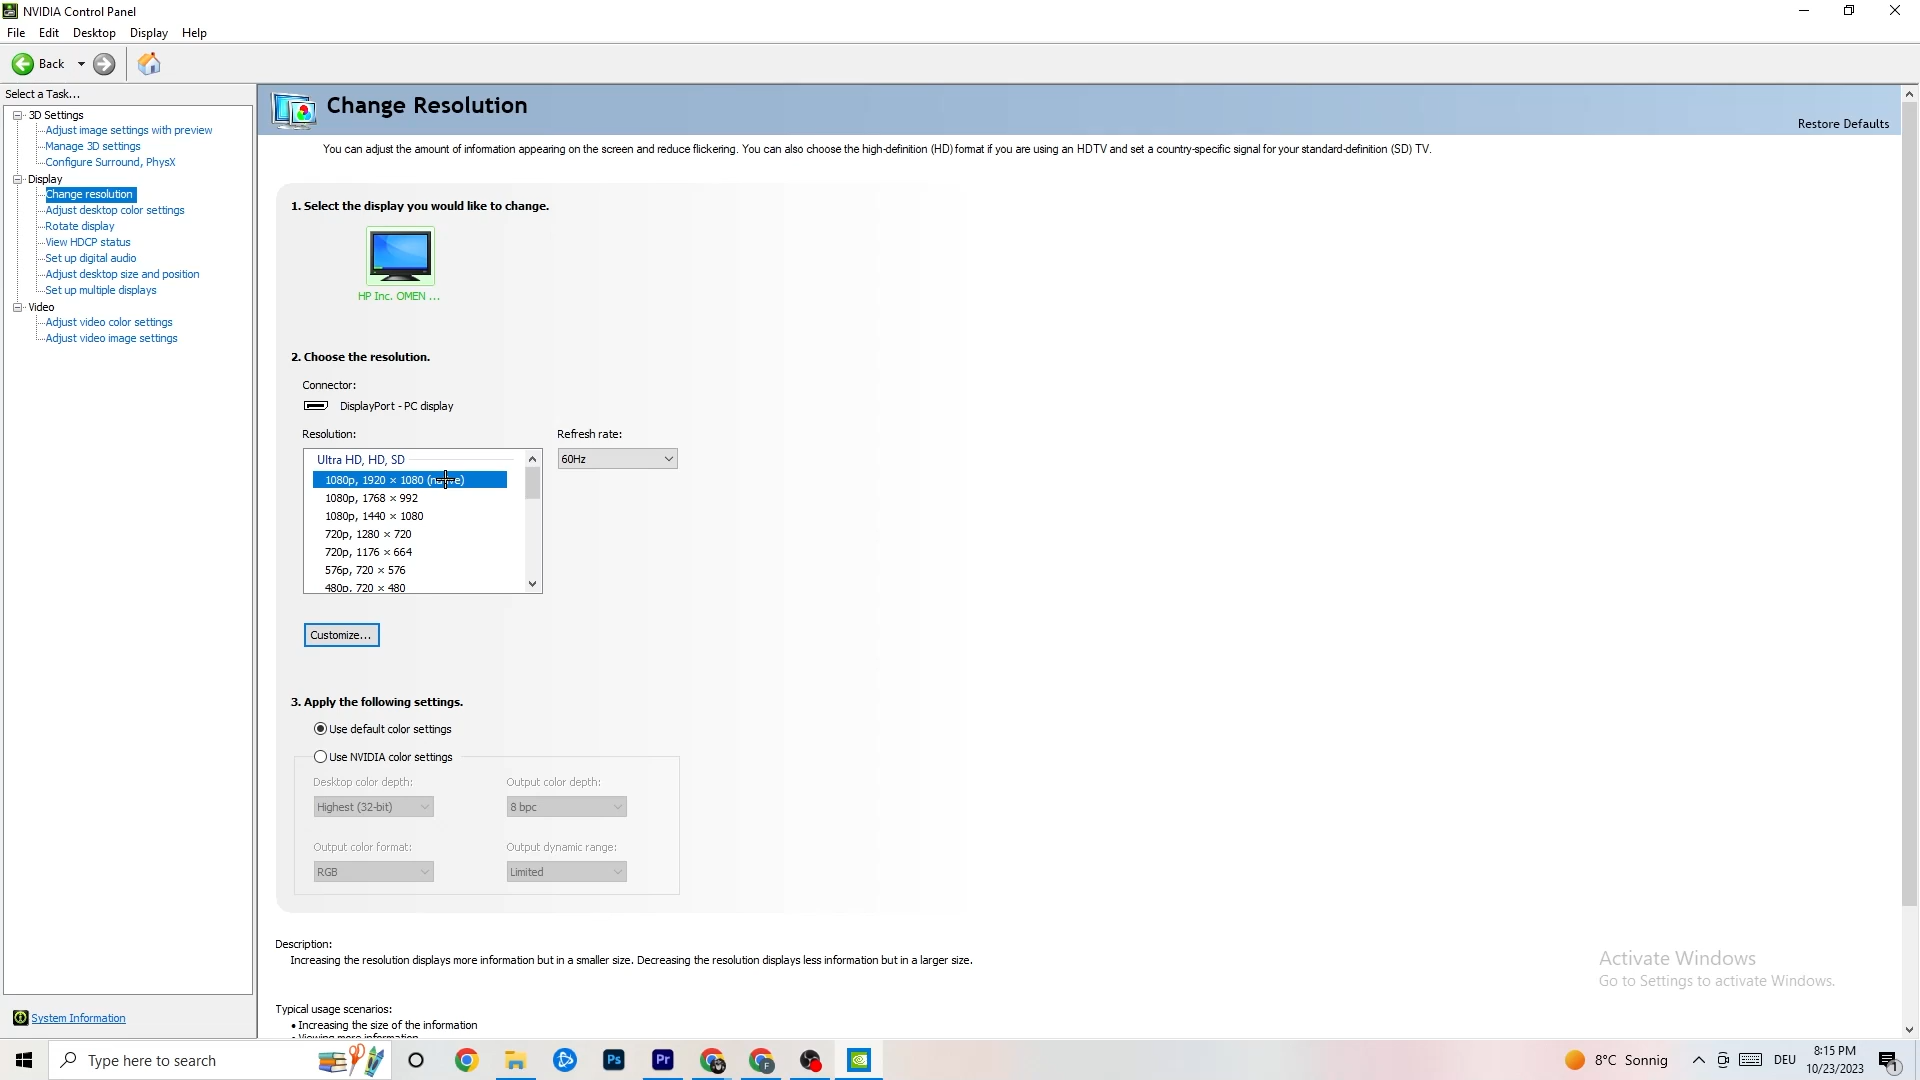 NVIDIA Control Panel
File Edit Desktop Display Help
Back
Select a Task...
3D Settings
Adjust image settings with preview
Manage 3D settings
Configure Surround, PhysX
Display
Change resolution
Adjust desktop color settings
Rotate display
View HDCP status
Set up digital audio
Adjust desktop size and position
Set up multiple displays
Video
Adjust video color settings
Adjust video image settings
System Information
Change Resolution
Restore Defaults
You can adjust the amount of information appearing on the screen and reduce flickering. You can also choose the high-definition (HD) format if you are using an HDTV and set a country-specific signal for your standard-definition (SD) TV.
1. Select the display you would like to change.
HP Inc. OMEN ...
2. Choose the resolution.
Connector:
DisplayPort - PC display
Resolution:
Refresh rate:
Ultra HD, HD, SD
60Hz
1080p, 1920 × 1080
1080p, 1768 × 992
1080p, 1440 × 1080
720p, 1280 × 720
720p, 1176 × 664
576p, 720 × 576
480p, 720 × 480
Customize...
3. Apply the following settings.
Use default color settings
Use NVIDIA color settings
Desktop color depth:
Output color depth:
Highest (32-bit)
8 bpc
Output color format:
Output dynamic range:
RGB
Limited
Description:
Increasing the resolution displays more information but in a smaller size. Decreasing the resolution displays less information but in a larger size.
Typical usage scenarios:
• Increasing the size of the information
• Viewing more information
Activate Windows
Go to Settings to activate Windows.
Type here to search
Ps
Pr
F
8°C Sonnig
DEU
8:15 PM
10/23/2023
1